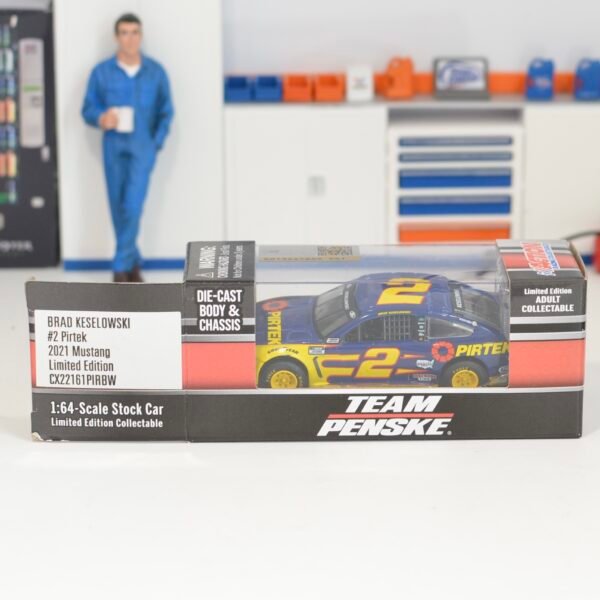 WARNING:
DIE-CAST
BODY &
CHASSIS
BRAD KESELOWSKI
#2 Pirtek
2021 Mustang
Limited Edition
CX22161PIRBW
1:64-Scale Stock Car
Limited Edition Collectable
2
PIRTEK
2
PIRTEK
Limited Edition
ADULT
COLLECTABLE
TEAM
PENSKE